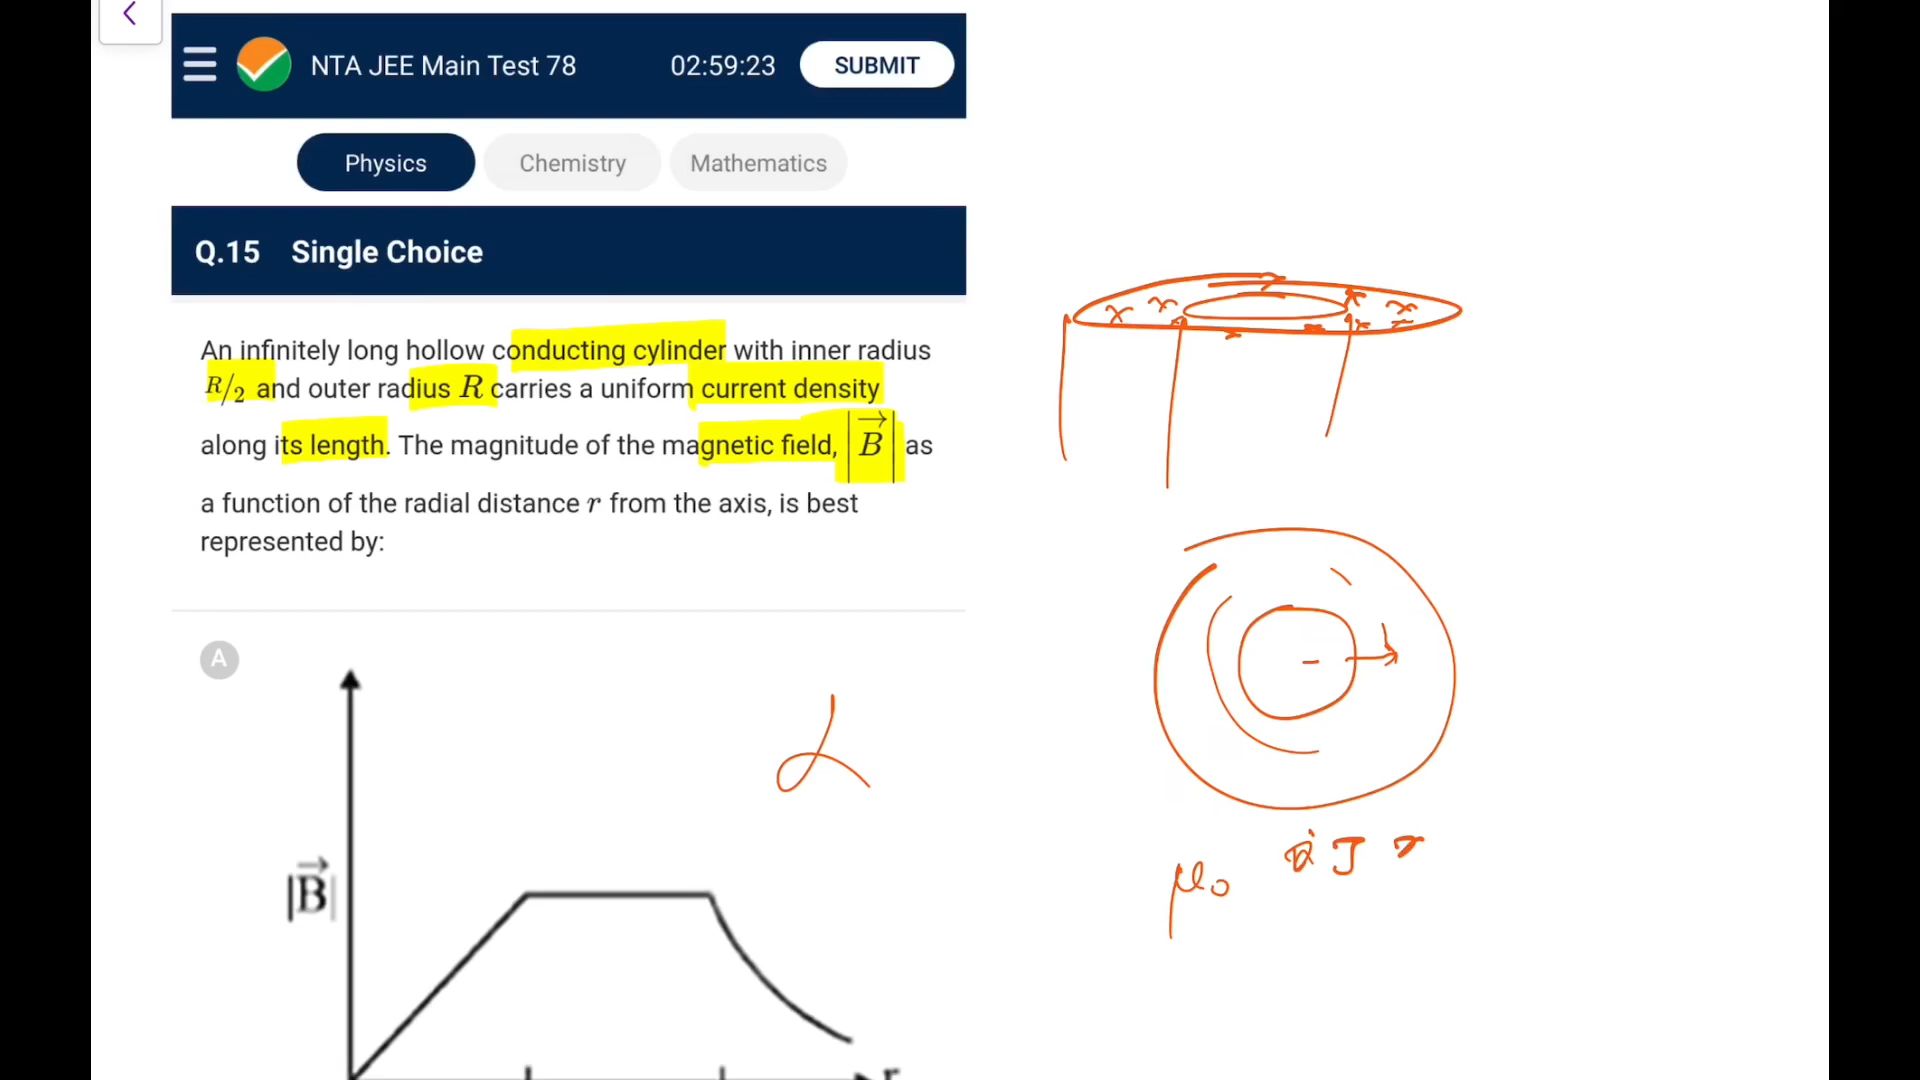 NTA JEE Main Test 78 02:59:23 SUBMIT
Physics Chemistry Mathematics
Q.15 Single Choice
An infinitely long hollow conducting cylinder with inner radius
R/2 and outer radius R carries a uniform current density
along its length. The magnitude of the magnetic field, |B⃗| as
a function of the radial distance r from the axis, is best
represented by:
A
|B⃗|
r
μ₀ J